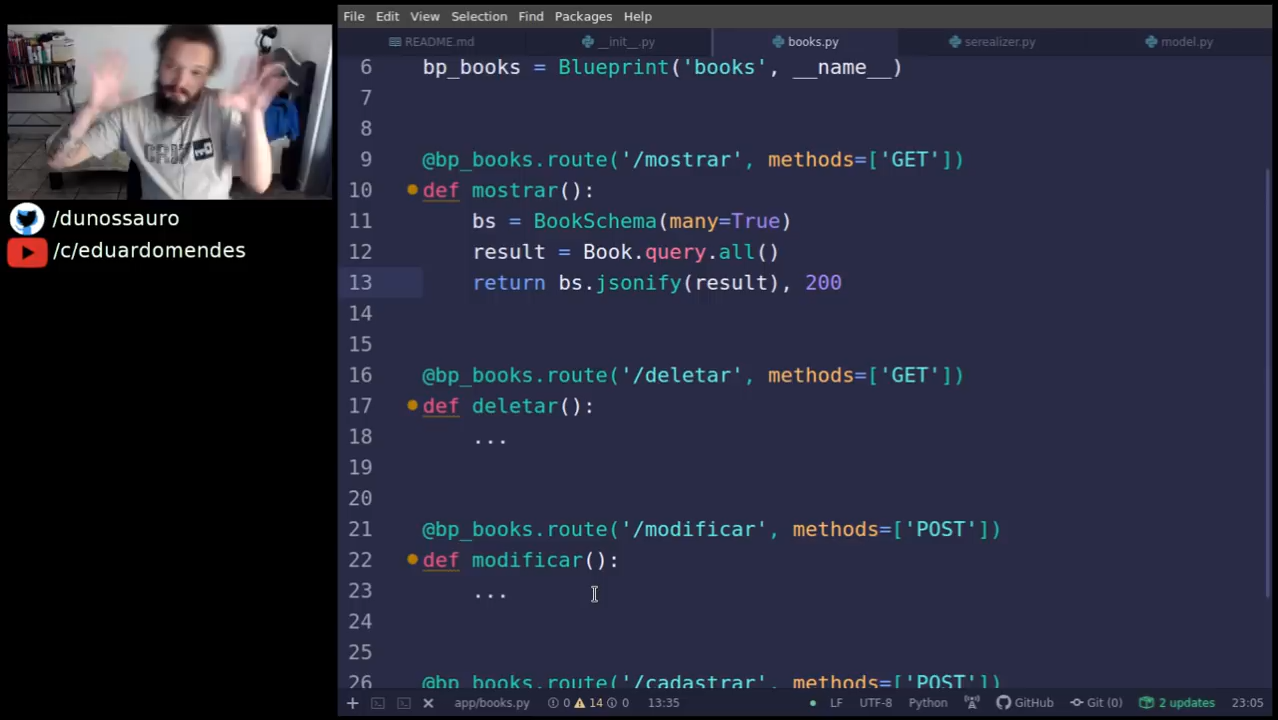 File Edit View Selection Find Packages Help
README.md __init__.py books.py serealizer.py model.py
/dunossauro
/c/eduardomendes
6 bp_books = Blueprint('books', __name__)
7
8
9 @bp_books.route('/mostrar', methods=['GET'])
10 def mostrar():
11 bs = BookSchema(many=True)
12 result = Book.query.all()
13 return bs.jsonify(result), 200
14
15
16 @bp_books.route('/deletar', methods=['GET'])
17 def deletar():
18 ...
19
20
21 @bp_books.route('/modificar', methods=['POST'])
22 def modificar():
23 ...
24
25
26 @bp_books.route('/cadastrar', methods=['POST'])
app/books.py 0 14 0 13:35 LF UTF-8 Python GitHub Git (0) 2 updates 23:05